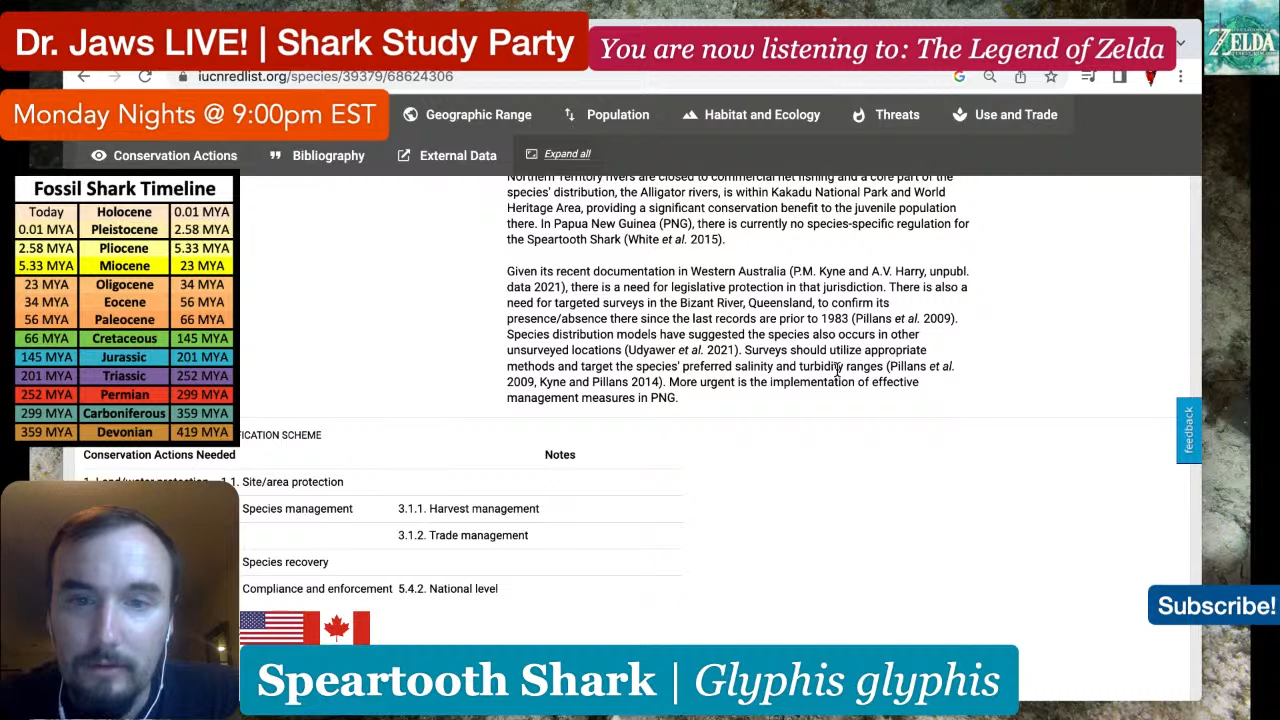 Dr. Jaws LIVE! | Shark Study Party
You are now listening to: The Legend of Zelda
ZELDA
iucnredlist.org/species/39379/68624306
Monday Nights @ 9:00pm EST
Geographic Range
Population
Habitat and Ecology
Threats
Use and Trade
Conservation Actions
Bibliography
External Data
Expand all
Fossil Shark Timeline
Today Holocene 0.01 MYA
0.01 MYA Pleistocene 2.58 MYA
2.58 MYA Pliocene 5.33 MYA
5.33 MYA Miocene 23 MYA
23 MYA Oligocene 34 MYA
34 MYA Eocene 56 MYA
56 MYA Paleocene 66 MYA
66 MYA Cretaceous 145 MYA
145 MYA Jurassic 201 MYA
201 MYA Triassic 252 MYA
252 MYA Permian 299 MYA
299 MYA Carboniferous 359 MYA
359 MYA Devonian 419 MYA
Northern Territory rivers are closed to commercial net fishing and a core part of the
species' distribution, the Alligator rivers, is within Kakadu National Park and World
Heritage Area, providing a significant conservation benefit to the juvenile population
there. In Papua New Guinea (PNG), there is currently no species-specific regulation for
the Speartooth Shark (White et al. 2015).
Given its recent documentation in Western Australia (P.M. Kyne and A.V. Harry, unpubl.
data 2021), there is a need for legislative protection in that jurisdiction. There is also a
need for targeted surveys in the Bizant River, Queensland, to confirm its
presence/absence there since the last records are prior to 1983 (Pillans et al. 2009).
Species distribution models have suggested the species also occurs in other
unsurveyed locations (Udyawer et al. 2021). Surveys should utilize appropriate
methods and target the species' preferred salinity and turbidity ranges (Pillans et al.
2009, Kyne and Pillans 2014). More urgent is the implementation of effective
management measures in PNG.
feedback
FICATION SCHEME
Conservation Actions Needed Notes
1. Land/water protection 1.1. Site/area protection
Species management 3.1.1. Harvest management
3.1.2. Trade management
Species recovery
Compliance and enforcement 5.4.2. National level
Subscribe!
Speartooth Shark | Glyphis glyphis